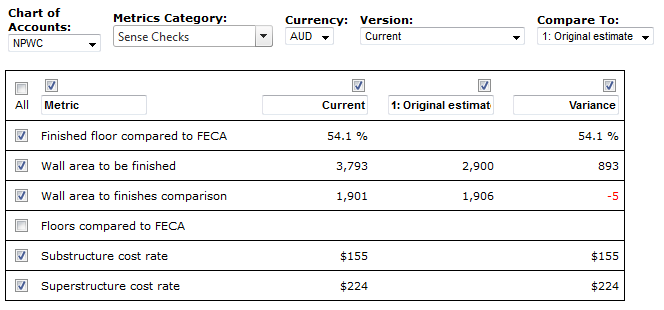 Chart of Accounts: Metrics Category: Currency: Version: Compare To:
NPWC Sense Checks AUD Current 1: Original estimate
All Metric Current 1: Original estimat Variance
Finished floor compared to FECA 54.1 % 54.1 %
Wall area to be finished 3,793 2,900 893
Wall area to finishes comparison 1,901 1,906 -5
Floors compared to FECA
Substructure cost rate $155 $155
Superstructure cost rate $224 $224